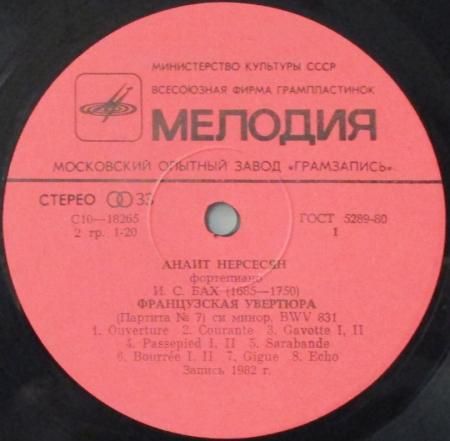 МИНИСТЕРСТВО КУЛЬТУРЫ СССР
ВСЕСОЮЗНАЯ ФИРМА ГРАМПЛАСТИНОК
МЕЛОДИЯ
МОСКОВСКИЙ ОПЫТНЫЙ ЗАВОД «ГРАМЗАПИСЬ»
СТЕРЕО 33
С10—18265
2 гр. 1-20
ГОСТ 5289-80
1
АНАИТ НЕРСЕСЯН
фортепиано
И. С. БАХ (1685—1750)
ФРАНЦУЗСКАЯ УВЕРТЮРА
(Партита № 7) си минор, BWV 831
1. Ouverture 2. Courante 3. Gavotte I, II
4. Passepied I, II 5. Sarabande
6. Bourrée I, II 7. Gigue 8. Echo
Запись 1982 г.